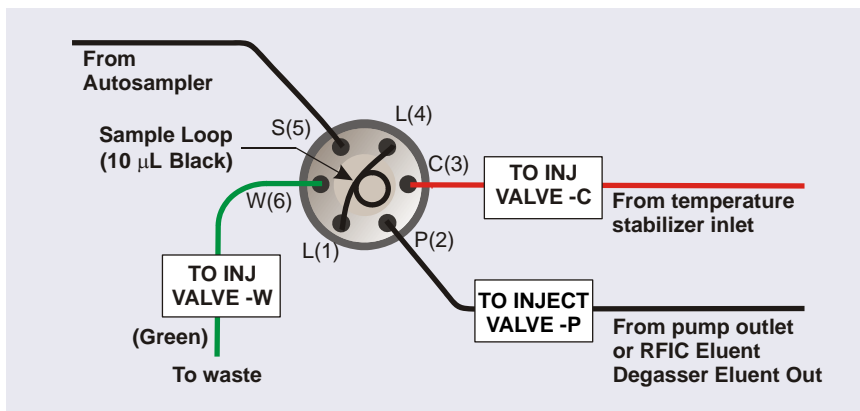 From
Autosampler
S(5)
L(4)
Sample Loop
(10 μL Black)
C(3)
TO INJ
VALVE -C
From temperature
stabilizer inlet
W(6)
L(1)
P(2)
TO INJ
VALVE -W
TO INJECT
VALVE -P
(Green)
From pump outlet
or RFIC Eluent
Degasser Eluent Out
To waste